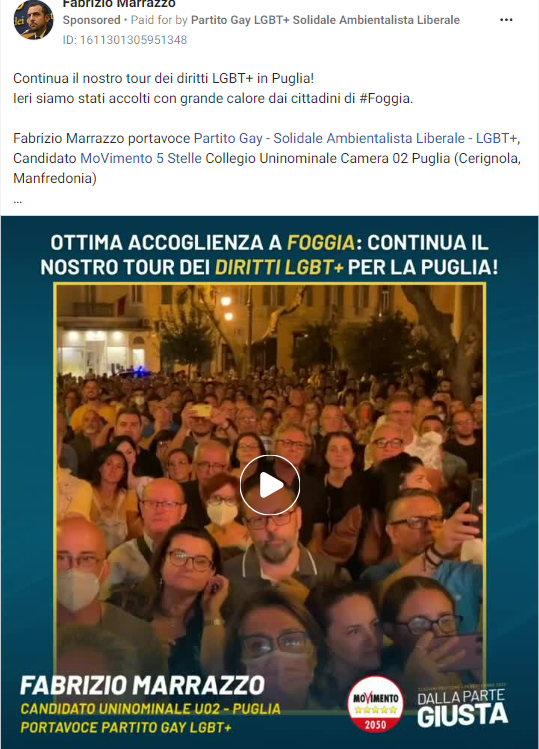 Fabrizio Marrazzo
Sponsored • Paid for by Partito Gay LGBT+ Solidale Ambientalista Liberale
ID: 1611301305951348
Continua il nostro tour dei diritti LGBT+ in Puglia!
Ieri siamo stati accolti con grande calore dai cittadini di #Foggia.
Fabrizio Marrazzo portavoce Partito Gay - Solidale Ambientalista Liberale - LGBT+,
Candidato MoVimento 5 Stelle Collegio Uninominale Camera 02 Puglia (Cerignola,
Manfredonia)
...
OTTIMA ACCOGLIENZA A FOGGIA: CONTINUA IL
NOSTRO TOUR DEI DIRITTI LGBT+ PER LA PUGLIA!
FABRIZIO MARRAZZO
CANDIDATO UNINOMINALE U02 - PUGLIA
PORTAVOCE PARTITO GAY LGBT+
MOVIMENTO
2050
DALLA PARTE
GIUSTA